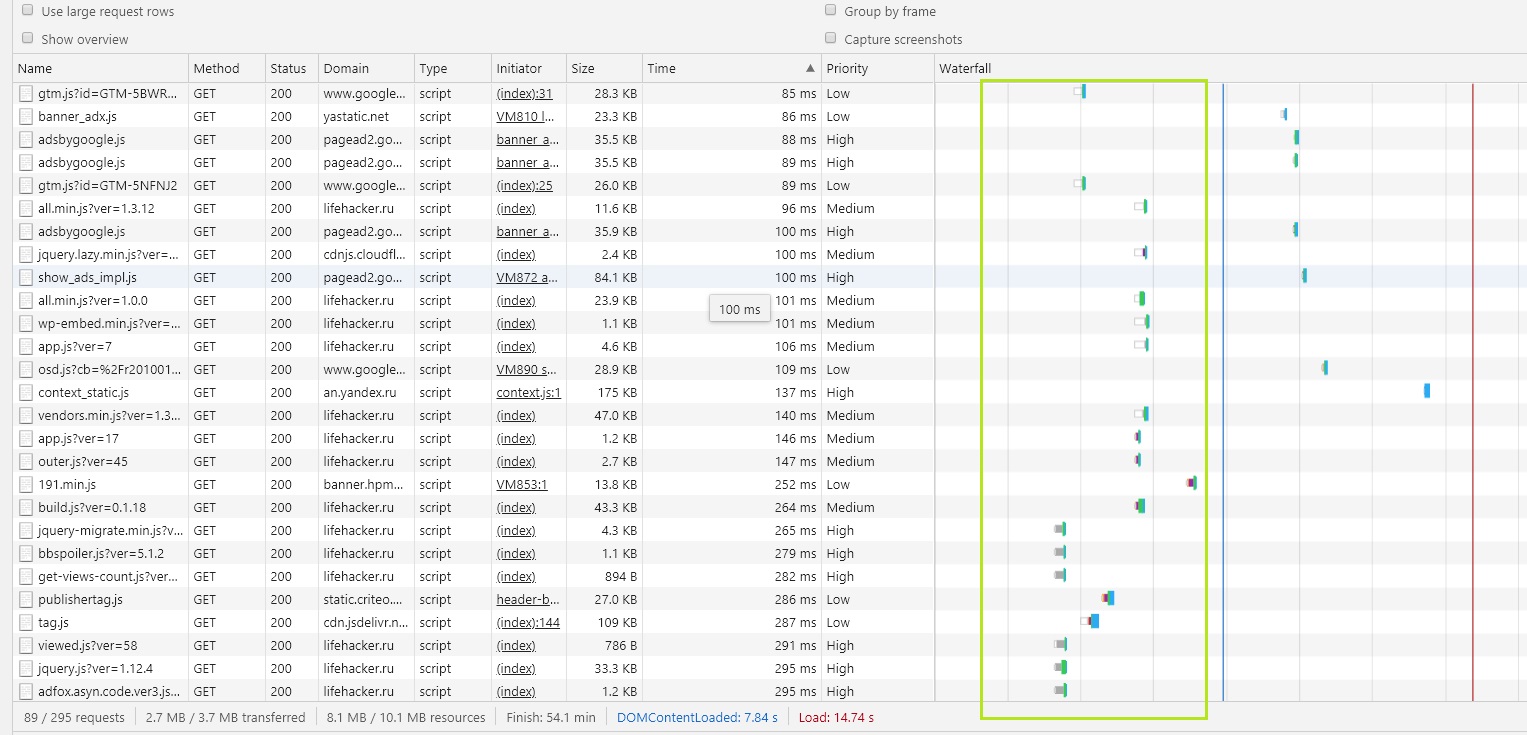 Use large request rows Group by frame
Show overview Capture screenshots
Name Method Status Domain Type Initiator Size Time ▲ Priority Waterfall
gtm.js?id=GTM-5BWR... GET 200 www.google... script (index):31 28.3 KB 85 ms Low
banner_adx.js GET 200 yastatic.net script VM810 l... 23.3 KB 86 ms Low
adsbygoogle.js GET 200 pagead2.go... script banner_a... 35.5 KB 88 ms High
adsbygoogle.js GET 200 pagead2.go... script banner_a... 35.5 KB 89 ms High
gtm.js?id=GTM-5NFNJ2 GET 200 www.google... script (index):25 26.0 KB 89 ms Low
all.min.js?ver=1.3.12 GET 200 lifehacker.ru script (index) 11.6 KB 96 ms Medium
adsbygoogle.js GET 200 pagead2.go... script banner_a... 35.9 KB 100 ms High
jquery.lazy.min.js?ver=... GET 200 cdnjs.cloudfl... script (index) 2.4 KB 100 ms Medium
show_ads_impl.js GET 200 pagead2.go... script VM872 a... 84.1 KB 100 ms High
all.min.js?ver=1.0.0 GET 200 lifehacker.ru script (index) 23.9 KB 101 ms Medium
100 ms
wp-embed.min.js?ver=... GET 200 lifehacker.ru script (index) 1.1 KB 101 ms Medium
app.js?ver=7 GET 200 lifehacker.ru script (index) 4.6 KB 106 ms Medium
osd.js?cb=%2Fr201001... GET 200 www.google... script VM890 s... 28.9 KB 109 ms Low
context_static.js GET 200 an.yandex.ru script context.js:1 175 KB 137 ms High
vendors.min.js?ver=1.3... GET 200 lifehacker.ru script (index) 47.0 KB 140 ms Medium
app.js?ver=17 GET 200 lifehacker.ru script (index) 1.2 KB 146 ms Medium
outer.js?ver=45 GET 200 lifehacker.ru script (index) 2.7 KB 147 ms Medium
191.min.js GET 200 banner.hpm... script VM853:1 13.8 KB 252 ms Low
build.js?ver=0.1.18 GET 200 lifehacker.ru script (index) 43.3 KB 264 ms Medium
jquery-migrate.min.js?v... GET 200 lifehacker.ru script (index) 4.3 KB 265 ms High
bbspoiler.js?ver=5.1.2 GET 200 lifehacker.ru script (index) 1.1 KB 279 ms High
get-views-count.js?ver... GET 200 lifehacker.ru script (index) 894 B 282 ms High
publishertag.js GET 200 static.criteo.... script header-b... 27.0 KB 286 ms Low
tag.js GET 200 cdn.jsdelivr.n... script (index):144 109 KB 287 ms Low
viewed.js?ver=58 GET 200 lifehacker.ru script (index) 786 B 291 ms High
jquery.js?ver=1.12.4 GET 200 lifehacker.ru script (index) 33.3 KB 295 ms High
adfox.asyn.code.ver3.js... GET 200 lifehacker.ru script (index) 1.2 KB 295 ms High
89 / 295 requests 2.7 MB / 3.7 MB transferred 8.1 MB / 10.1 MB resources Finish: 54.1 min DOMContentLoaded: 7.84 s Load: 14.74 s